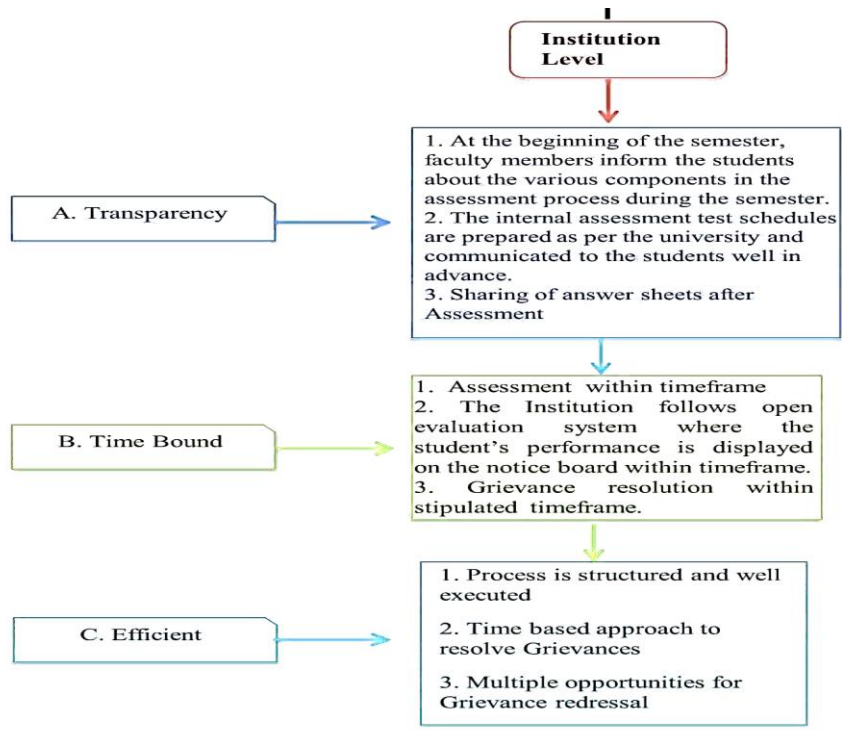 Institution
Level
A. Transparency
1. At the beginning of the semester,
faculty members inform the students
about the various components in the
assessment process during the semester.
2. The internal assessment test schedules
are prepared as per the university and
communicated to the students well in
advance.
3. Sharing of answer sheets after
Assessment
B. Time Bound
1. Assessment within timeframe
2. The Institution follows open
evaluation system where the
student’s performance is displayed
on the notice board within timeframe.
3. Grievance resolution within
stipulated timeframe.
C. Efficient
1. Process is structured and well
executed
2. Time based approach to
resolve Grievances
3. Multiple opportunities for
Grievance redressal